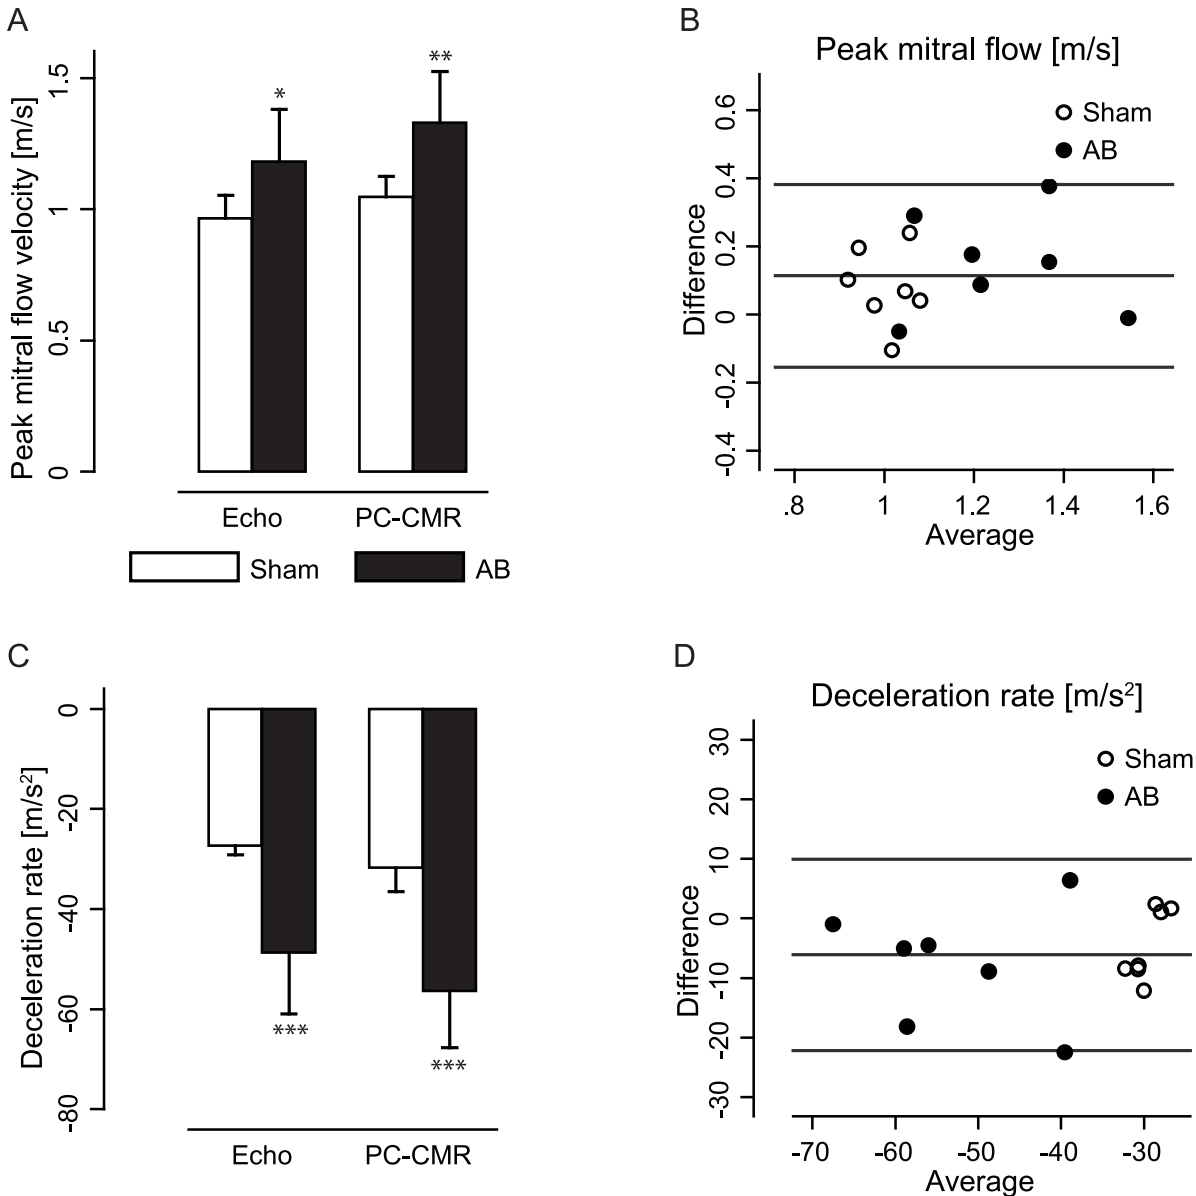 A
Peak mitral flow velocity [m/s]
1.5
1
0.5
0
*
**
Echo PC-CMR
Sham AB
B
Peak mitral flow [m/s]
Sham
AB
Difference
0.6
0.4
0.2
0
-0.2
-0.4
.8 1 1.2 1.4 1.6
Average
C
Deceleration rate [m/s²]
0
-20
-40
-60
-80
***
***
Echo PC-CMR
D
Deceleration rate [m/s²]
Sham
AB
Difference
30
20
10
0
-10
-20
-30
-70 -60 -50 -40 -30
Average